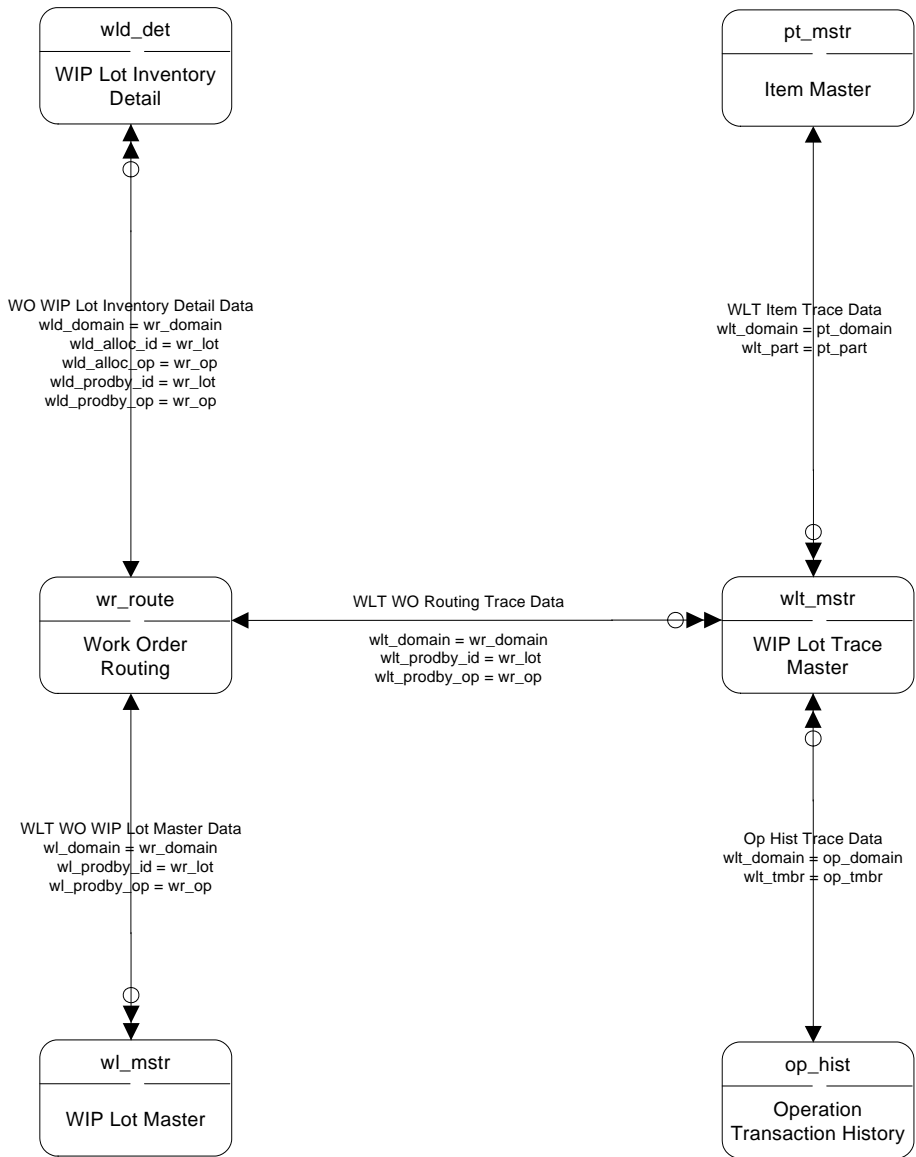 wld_det
WIP Lot Inventory
Detail
pt_mstr
Item Master
WO WIP Lot Inventory Detail Data
wld_domain = wr_domain
wld_alloc_id = wr_lot
wld_alloc_op = wr_op
wld_prodby_id = wr_lot
wld_prodby_op = wr_op
WLT Item Trace Data
wlt_domain = pt_domain
wlt_part = pt_part
wr_route
Work Order
Routing
WLT WO Routing Trace Data
wlt_domain = wr_domain
wlt_prodby_id = wr_lot
wlt_prodby_op = wr_op
wlt_mstr
WIP Lot Trace
Master
WLT WO WIP Lot Master Data
wl_domain = wr_domain
wl_prodby_id = wr_lot
wl_prodby_op = wr_op
Op Hist Trace Data
wlt_domain = op_domain
wlt_tmbr = op_tmbr
wl_mstr
WIP Lot Master
op_hist
Operation
Transaction History